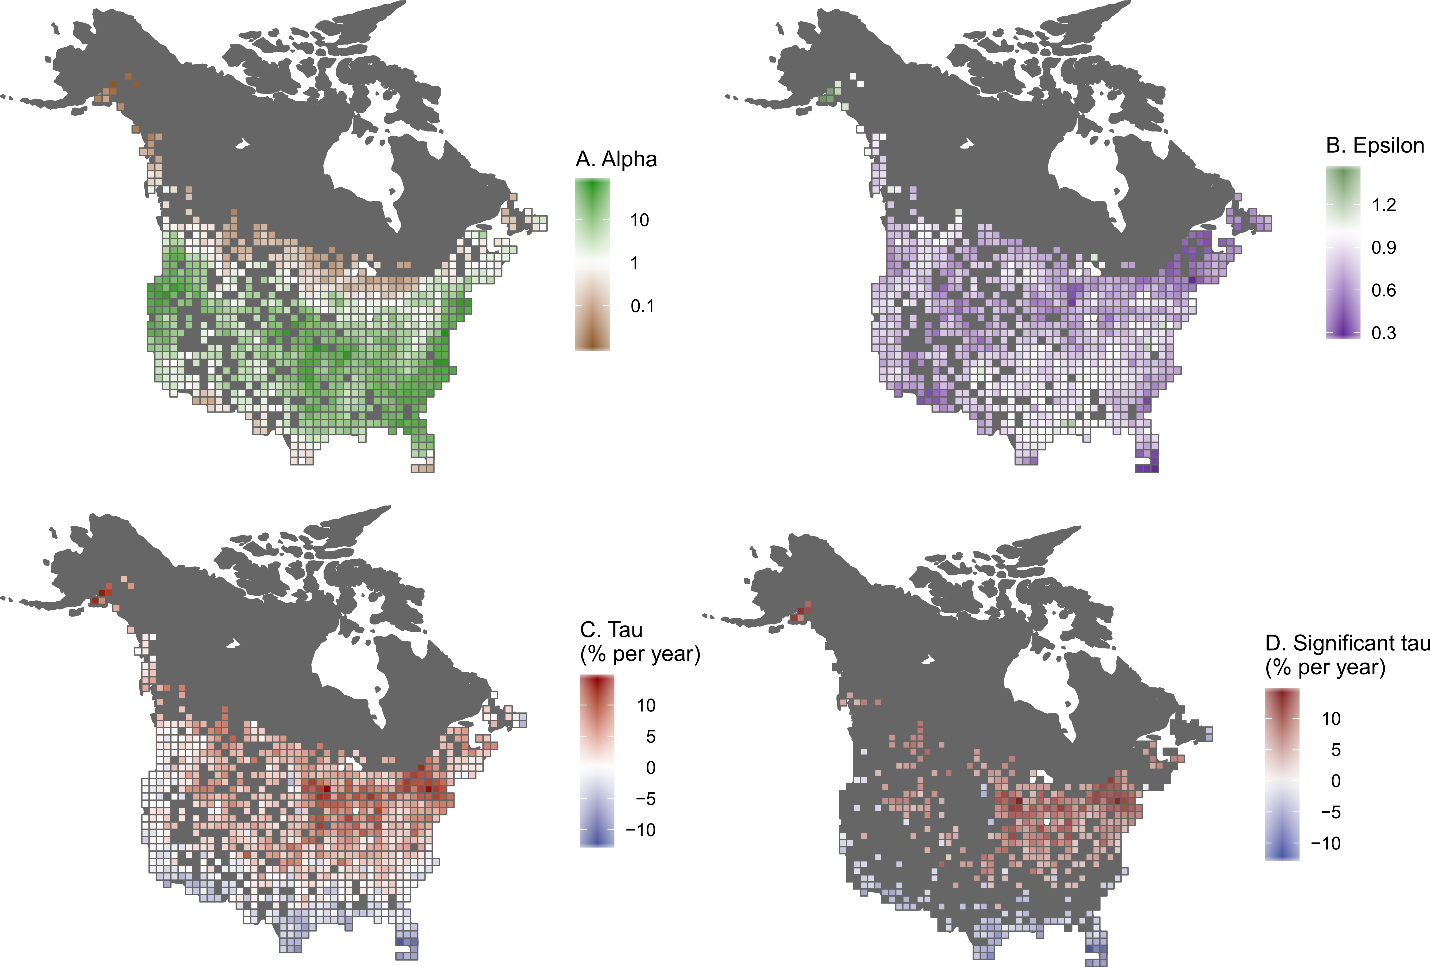 A. Alpha
10
1
0.1
B. Epsilon
1.2
0.9
0.6
0.3
C. Tau
(% per year)
10
5
0
−5
−10
D. Significant tau
(% per year)
10
5
0
−5
−10